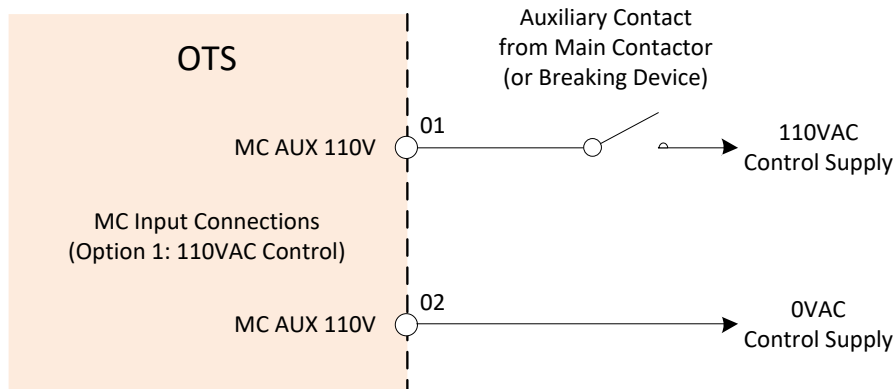 OTS
Auxiliary Contact
from Main Contactor
(or Breaking Device)
01
MC AUX 110V
110VAC
Control Supply
MC Input Connections
(Option 1: 110VAC Control)
02
MC AUX 110V
0VAC
Control Supply